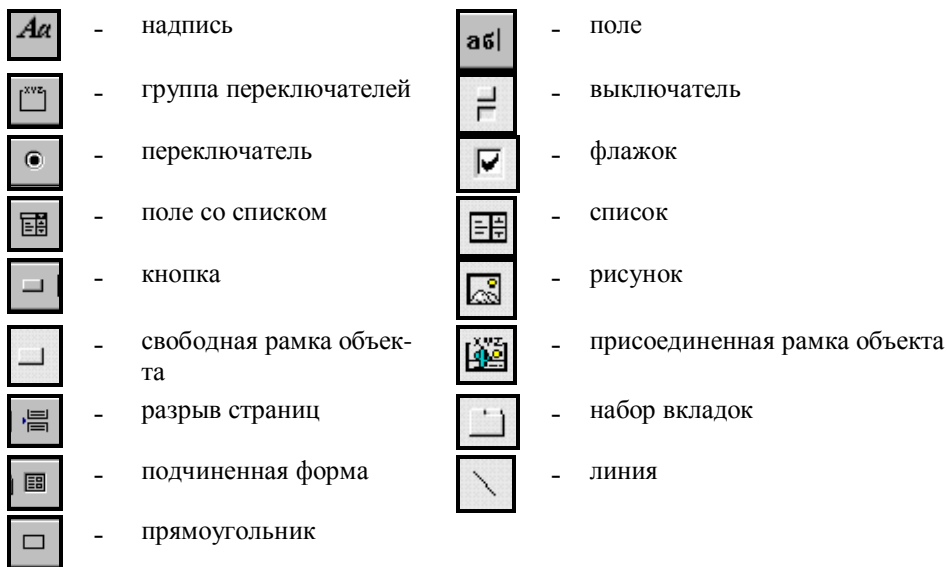 Aa - надпись аб| - поле
xyz - группа переключателей - выключатель
- переключатель - флажок
- поле со списком - список
- кнопка - рисунок
- свободная рамка объек-
та
XYZ - присоединенная рамка объекта
- разрыв страниц - набор вкладок
- подчиненная форма - линия
- прямоугольник